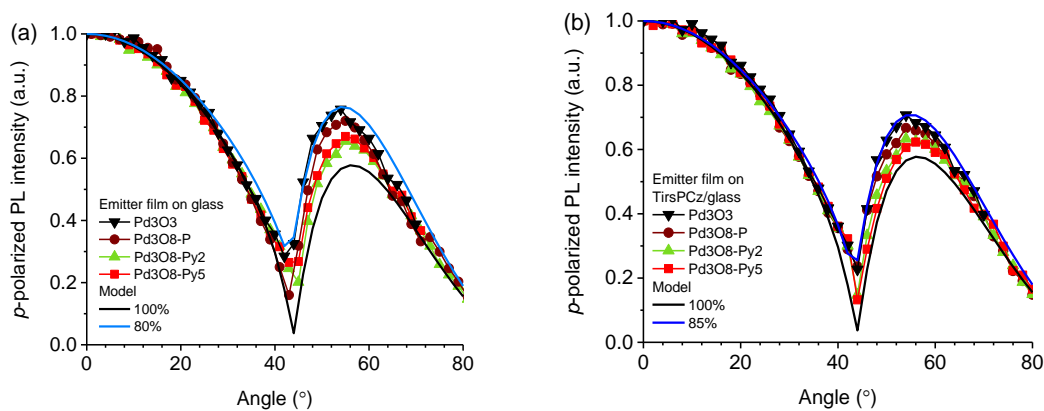 (a)
p-polarized PL intensity (a.u.)
1.0
0.8
0.6
0.4
0.2
0.0
Emitter film on glass
Pd3O3
Pd3O8-P
Pd3O8-Py2
Pd3O8-Py5
Model
100%
80%
0 20 40 60 80
Angle (°)
(b)
p-polarized PL intensity (a.u.)
1.0
0.8
0.6
0.4
0.2
0.0
Emitter film on
TirsPCz/glass
Pd3O3
Pd3O8-P
Pd3O8-Py2
Pd3O8-Py5
Model
100%
85%
0 20 40 60 80
Angle (°)